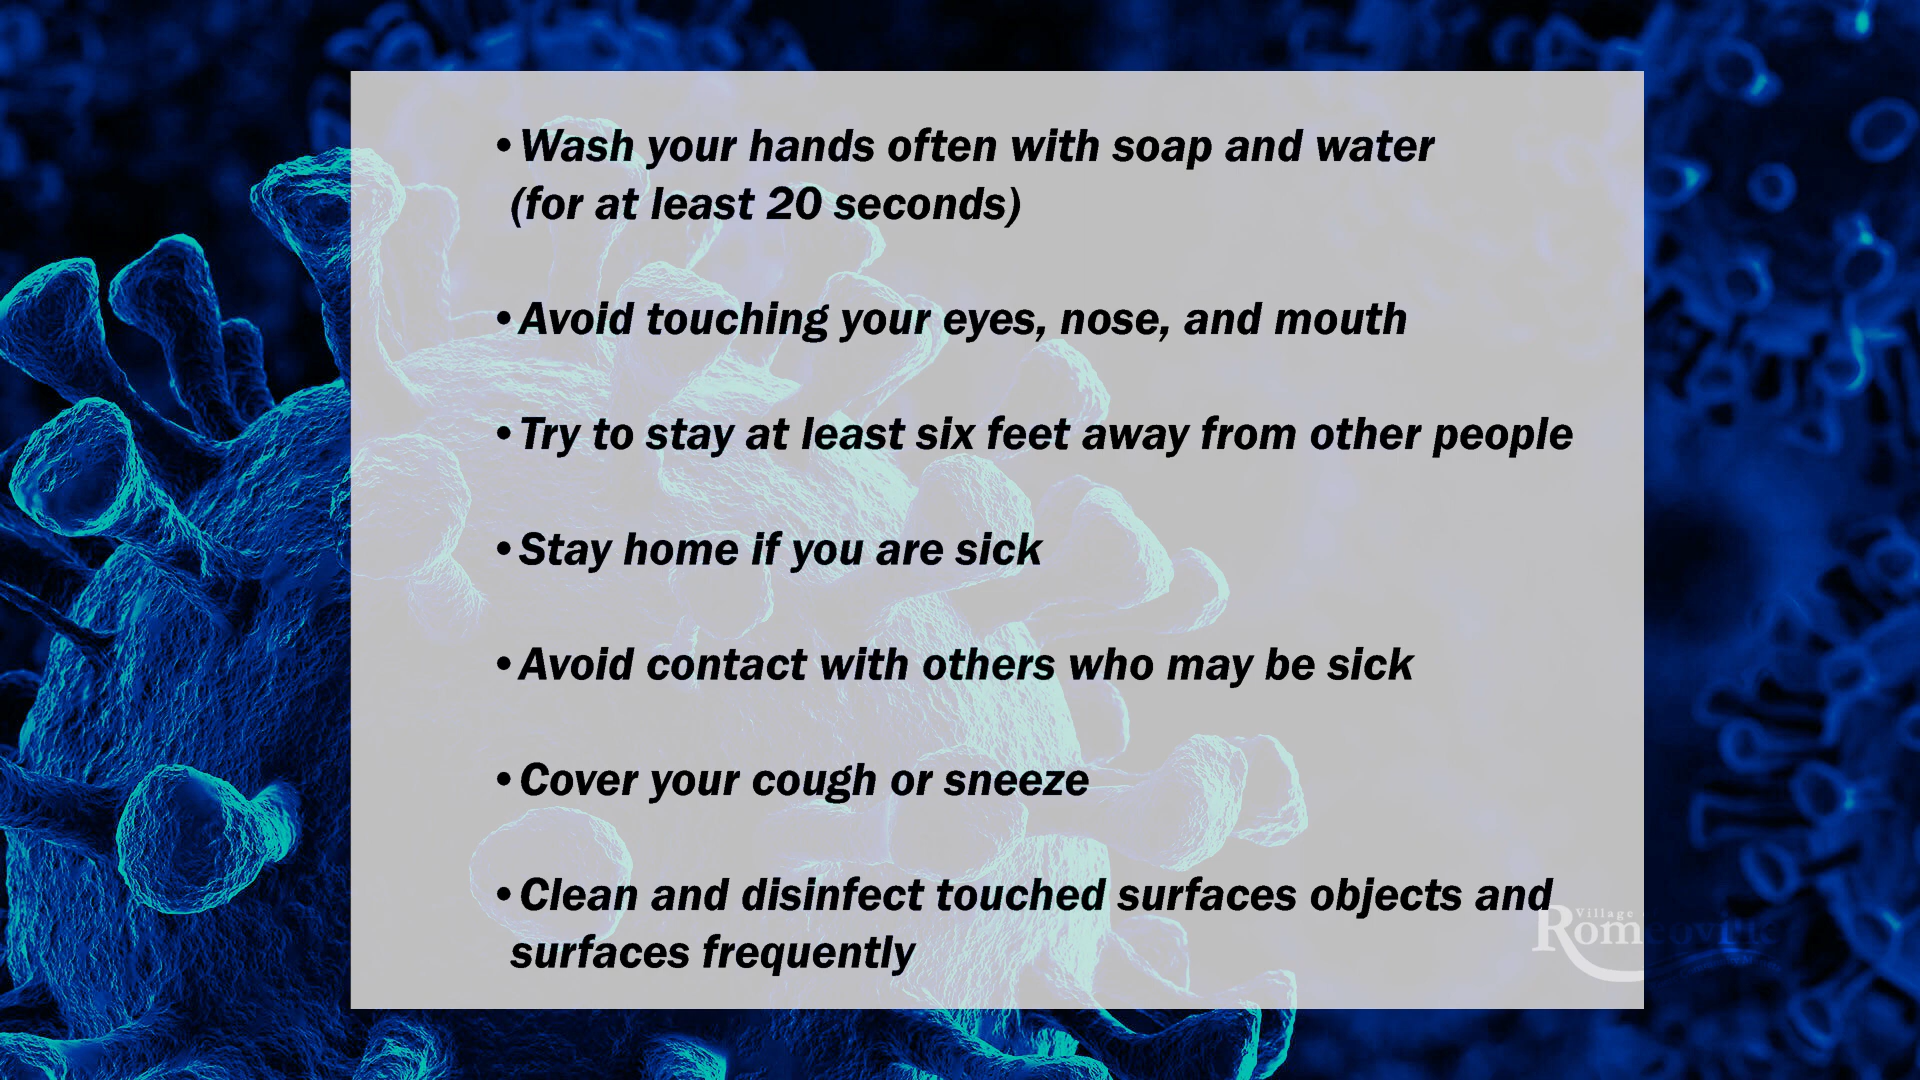 •Wash your hands often with soap and water
(for at least 20 seconds)
•Avoid touching your eyes, nose, and mouth
•Try to stay at least six feet away from other people
•Stay home if you are sick
•Avoid contact with others who may be sick
•Cover your cough or sneeze
•Clean and disinfect touched surfaces objects and
surfaces frequently
Village
Romeoville